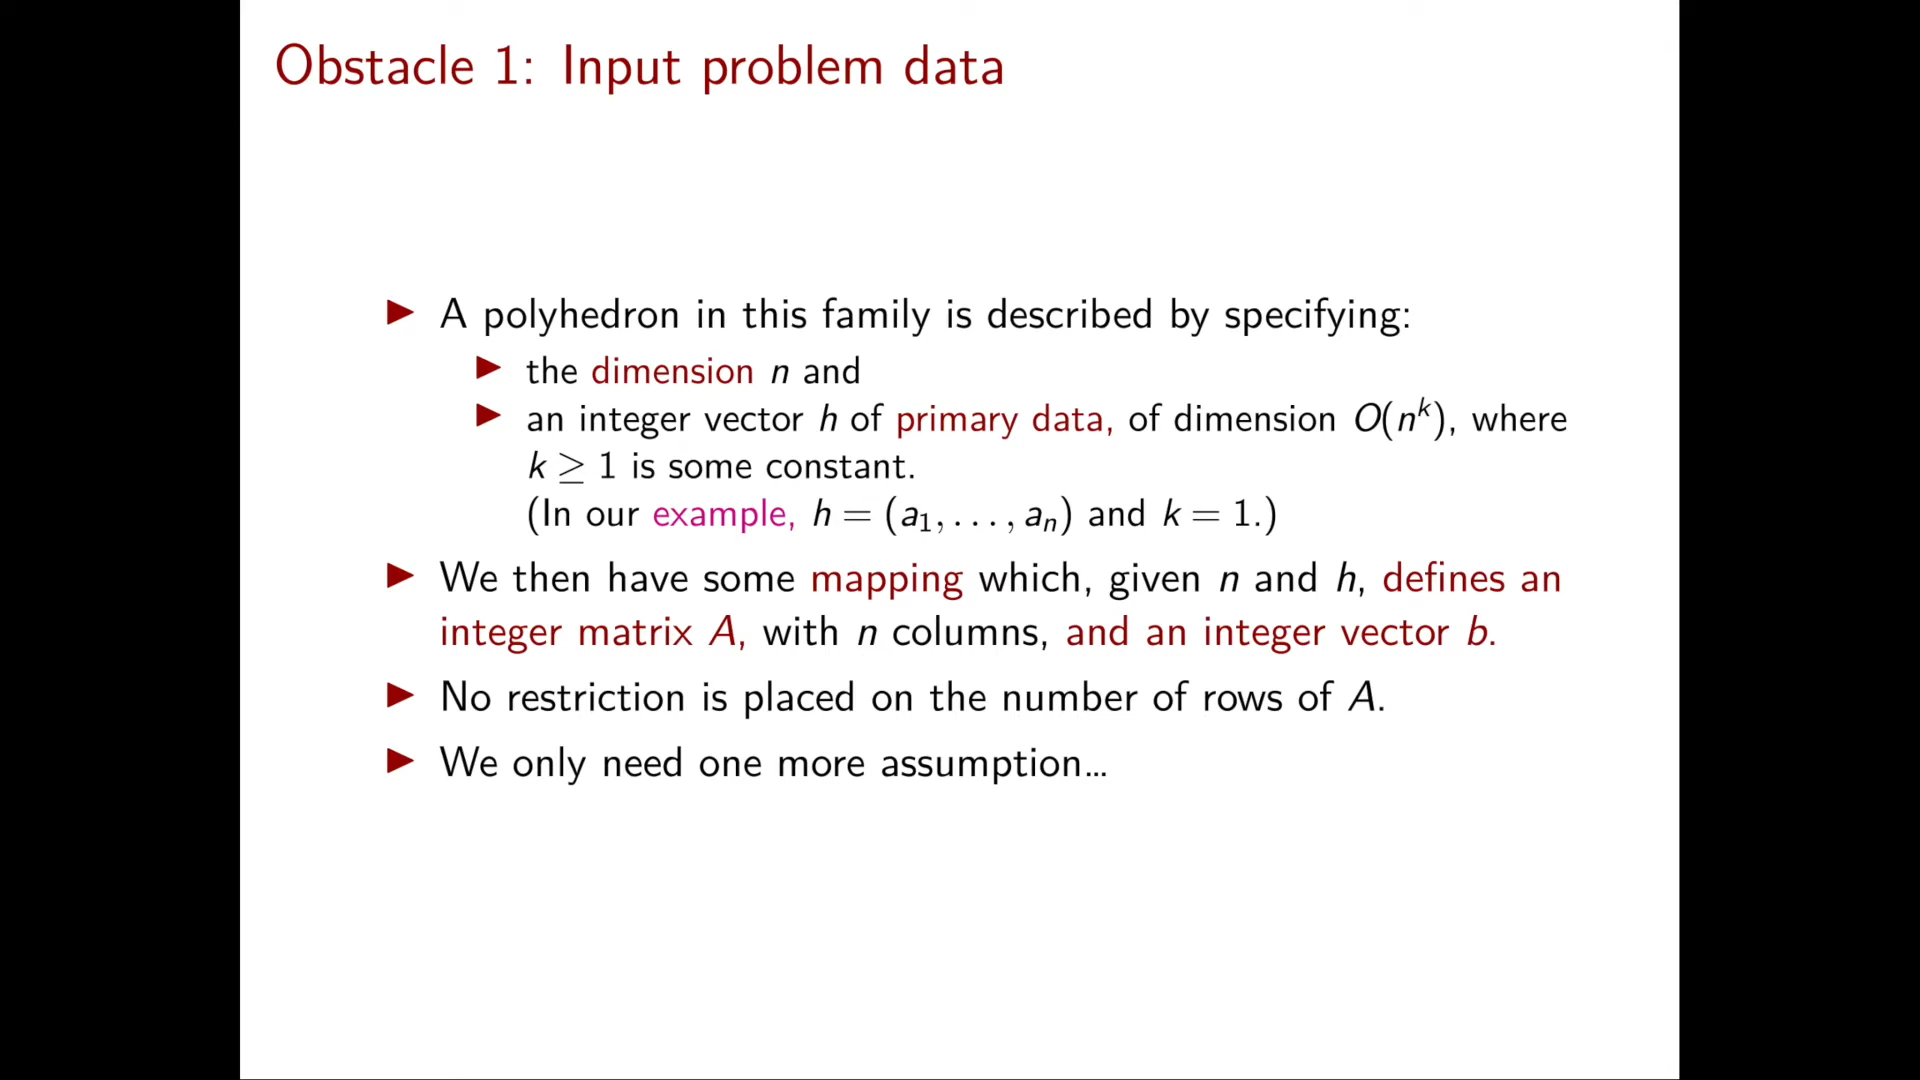 Obstacle 1: Input problem data
▶ A polyhedron in this family is described by specifying:
▶ the dimension n and
▶ an integer vector h of primary data, of dimension O(n^k), where
k ≥ 1 is some constant.
(In our example, h = (a₁, . . . , aₙ) and k = 1.)
▶ We then have some mapping which, given n and h, defines an
integer matrix A, with n columns, and an integer vector b.
▶ No restriction is placed on the number of rows of A.
▶ We only need one more assumption…